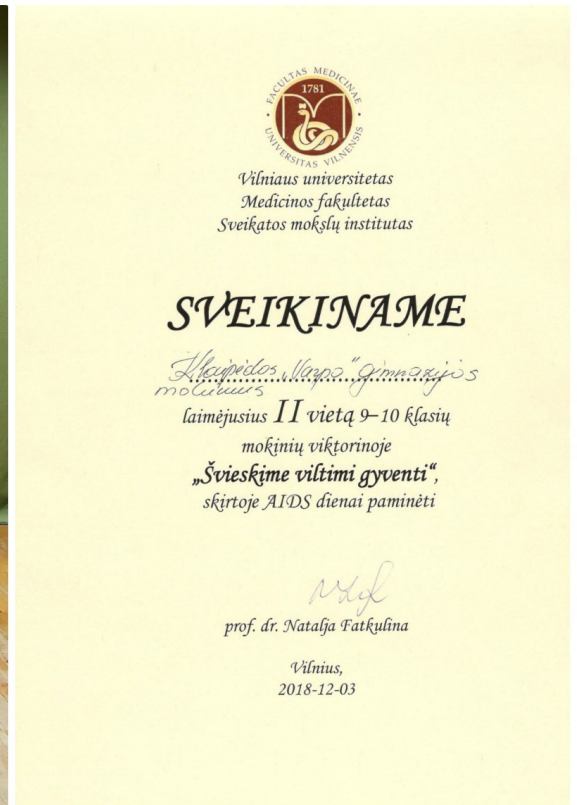 FACULTAS MEDICINAE
1781
UNIVERSITAS VILNENSIS
Vilniaus universitetas
Medicinos fakultetas
Sveikatos mokslų institutas
SVEIKINAME
Klaipėdos „Varpo“ gimnazijos
mokinius
laimėjusius II vietą 9–10 klasių
mokinių viktorinoje
„Švieskime viltimi gyventi“,
skirtoje AIDS dienai paminėti
prof. dr. Natalja Fatkulina
Vilnius,
2018-12-03